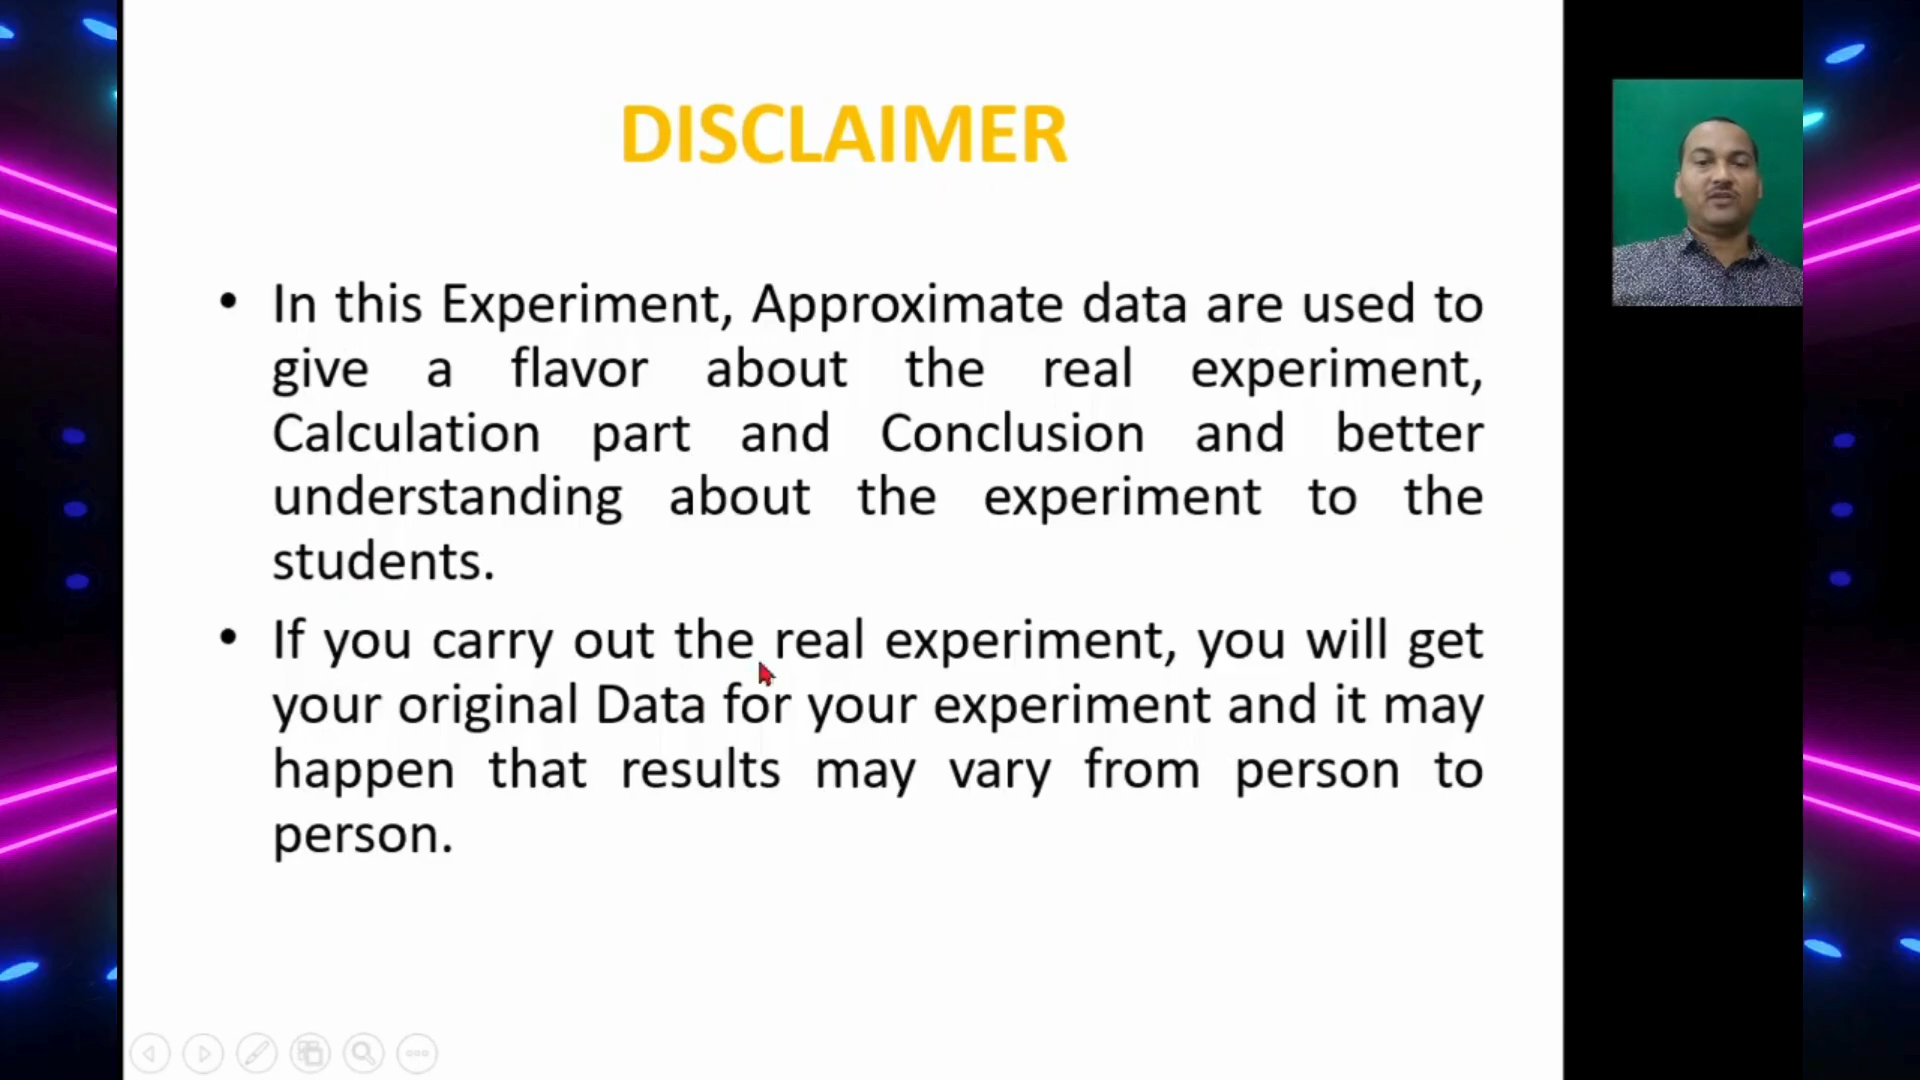 DISCLAIMER
• In this Experiment, Approximate data are used to
give a flavor about the real experiment,
Calculation part and Conclusion and better
understanding about the experiment to the
students.
• If you carry out the real experiment, you will get
your original Data for your experiment and it may
happen that results may vary from person to
person.